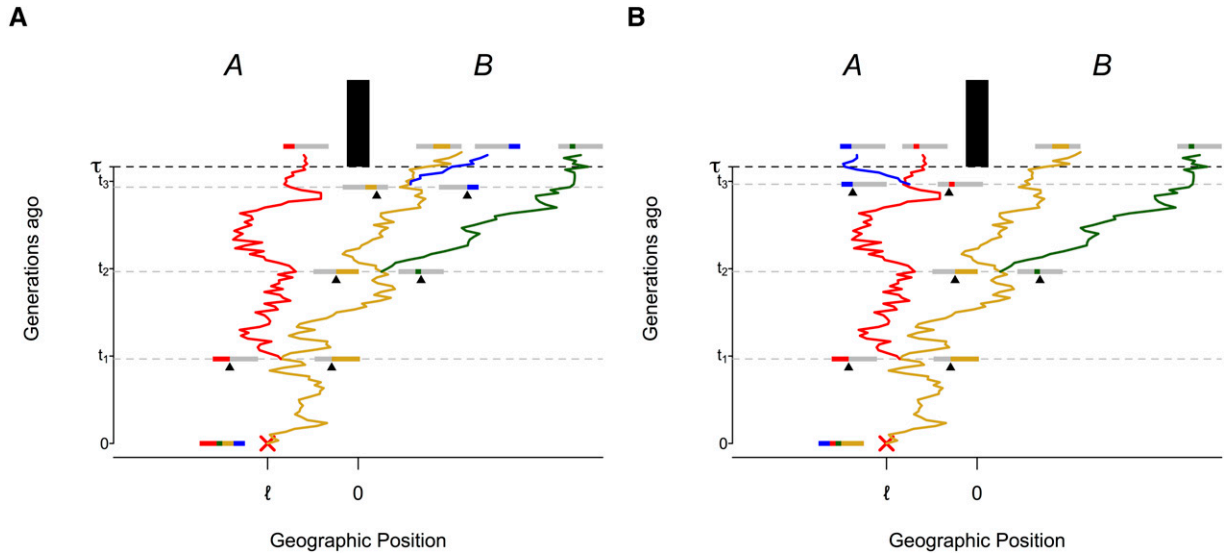 A
A
B
τ
t3
t2
t1
0
Generations ago
ℓ
0
Geographic Position
B
A
B
τ
t3
t2
t1
0
Generations ago
ℓ
0
Geographic Position